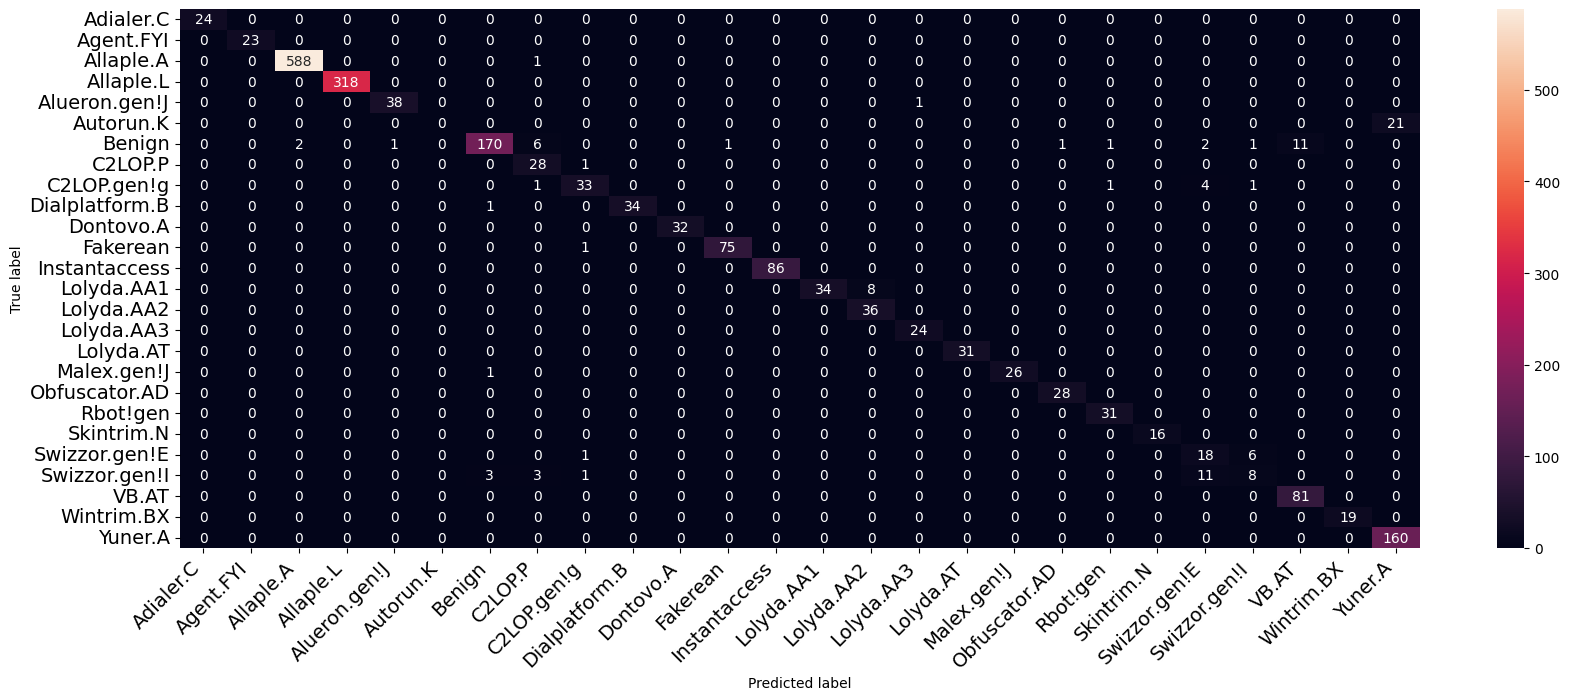 Adialer.C 24 0 0 0 0 0 0 0 0 0 0 0 0 0 0 0 0 0 0 0 0 0 0 0 0 0
Agent.FYI 0 23 0 0 0 0 0 0 0 0 0 0 0 0 0 0 0 0 0 0 0 0 0 0 0 0
Allaple.A 0 0 588 0 0 0 0 1 0 0 0 0 0 0 0 0 0 0 0 0 0 0 0 0 0 0
Allaple.L 0 0 0 318 0 0 0 0 0 0 0 0 0 0 0 0 0 0 0 0 0 0 0 0 0 0
Alueron.gen!J 0 0 0 0 38 0 0 0 0 0 0 0 0 0 0 1 0 0 0 0 0 0 0 0 0 0
Autorun.K 0 0 0 0 0 0 0 0 0 0 0 0 0 0 0 0 0 0 0 0 0 0 0 0 0 21
Benign 0 0 2 0 1 0 170 6 0 0 0 1 0 0 0 0 0 0 1 1 0 2 1 11 0 0
C2LOP.P 0 0 0 0 0 0 0 28 1 0 0 0 0 0 0 0 0 0 0 0 0 0 0 0 0 0
C2LOP.gen!g 0 0 0 0 0 0 0 1 33 0 0 0 0 0 0 0 0 0 0 1 0 4 1 0 0 0
Dialplatform.B 0 0 0 0 0 0 1 0 0 34 0 0 0 0 0 0 0 0 0 0 0 0 0 0 0 0
Dontovo.A 0 0 0 0 0 0 0 0 0 0 32 0 0 0 0 0 0 0 0 0 0 0 0 0 0 0
Fakerean 0 0 0 0 0 0 0 0 1 0 0 75 0 0 0 0 0 0 0 0 0 0 0 0 0 0
Instantaccess 0 0 0 0 0 0 0 0 0 0 0 0 86 0 0 0 0 0 0 0 0 0 0 0 0 0
Lolyda.AA1 0 0 0 0 0 0 0 0 0 0 0 0 0 34 8 0 0 0 0 0 0 0 0 0 0 0
Lolyda.AA2 0 0 0 0 0 0 0 0 0 0 0 0 0 0 36 0 0 0 0 0 0 0 0 0 0 0
Lolyda.AA3 0 0 0 0 0 0 0 0 0 0 0 0 0 0 0 24 0 0 0 0 0 0 0 0 0 0
Lolyda.AT 0 0 0 0 0 0 0 0 0 0 0 0 0 0 0 0 31 0 0 0 0 0 0 0 0 0
Malex.gen!J 0 0 0 0 0 0 1 0 0 0 0 0 0 0 0 0 0 26 0 0 0 0 0 0 0 0
Obfuscator.AD 0 0 0 0 0 0 0 0 0 0 0 0 0 0 0 0 0 0 28 0 0 0 0 0 0 0
Rbot!gen 0 0 0 0 0 0 0 0 0 0 0 0 0 0 0 0 0 0 0 31 0 0 0 0 0 0
Skintrim.N 0 0 0 0 0 0 0 0 0 0 0 0 0 0 0 0 0 0 0 0 16 0 0 0 0 0
Swizzor.gen!E 0 0 0 0 0 0 0 0 1 0 0 0 0 0 0 0 0 0 0 0 0 18 6 0 0 0
Swizzor.gen!I 0 0 0 0 0 0 3 3 1 0 0 0 0 0 0 0 0 0 0 0 0 11 8 0 0 0
VB.AT 0 0 0 0 0 0 0 0 0 0 0 0 0 0 0 0 0 0 0 0 0 0 0 81 0 0
Wintrim.BX 0 0 0 0 0 0 0 0 0 0 0 0 0 0 0 0 0 0 0 0 0 0 0 0 19 0
Yuner.A 0 0 0 0 0 0 0 0 0 0 0 0 0 0 0 0 0 0 0 0 0 0 0 0 0 160
True label
Adialer.C
Agent.FYI
Allaple.A
Allaple.L
Alueron.gen!J
Autorun.K
Benign
C2LOP.P
C2LOP.gen!g
Dialplatform.B
Dontovo.A
Fakerean
Instantaccess
Lolyda.AA1
Lolyda.AA2
Lolyda.AA3
Lolyda.AT
Malex.gen!J
Obfuscator.AD
Rbot!gen
Skintrim.N
Swizzor.gen!E
Swizzor.gen!I
VB.AT
Wintrim.BX
Yuner.A
Predicted label
500
400
300
200
100
0